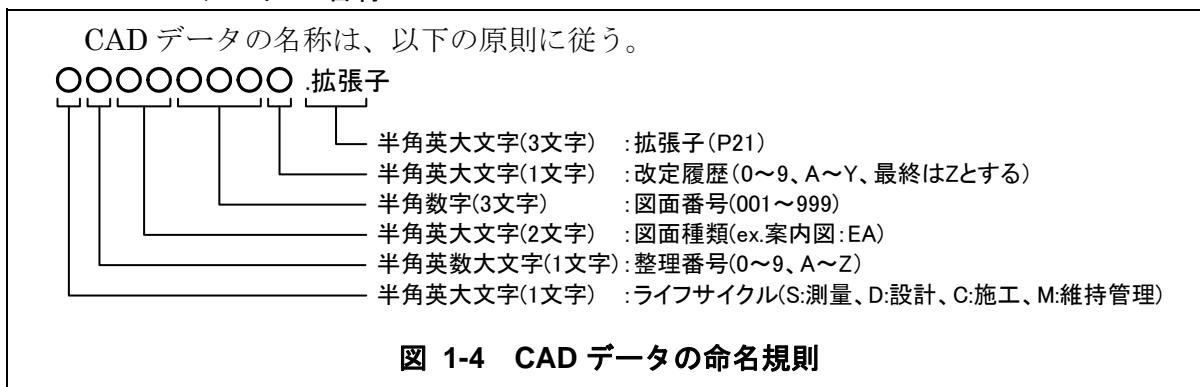 CAD データの名称は、以下の原則に従う。
○○○○○○○○ .拡張子
半角英大文字(3文字) :拡張子(P21)
半角英大文字(1文字) :改定履歴(0～9、A～Y、最終はZとする)
半角数字(3文字) :図面番号(001～999)
半角英大文字(2文字) :図面種類(ex.案内図:EA)
半角英数大文字(1文字):整理番号(0～9、A～Z)
半角英大文字(1文字) :ライフサイクル(S:測量、D:設計、C:施工、M:維持管理)
図 1-4 CAD データの命名規則